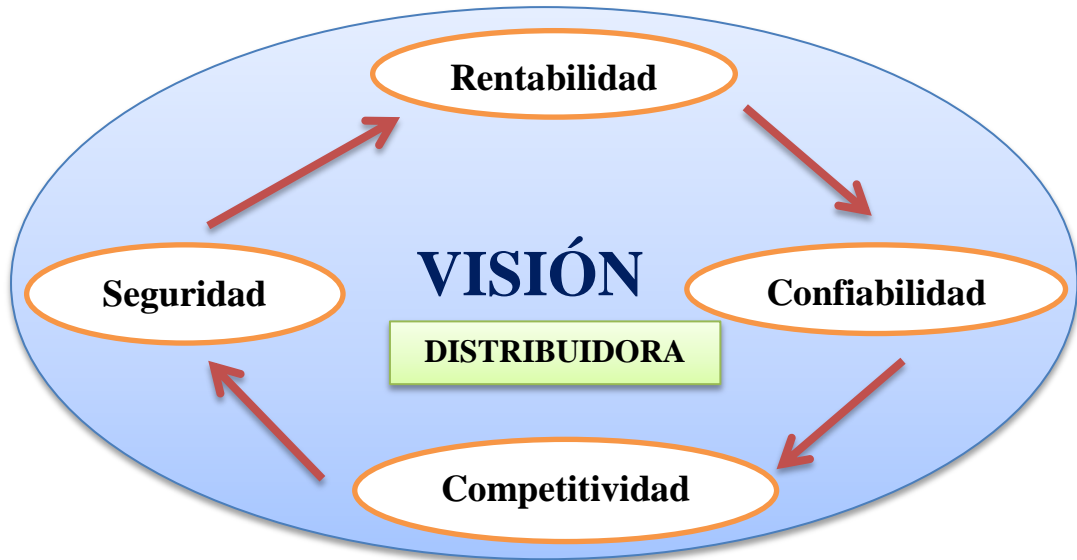 Rentabilidad
VISIÓN
Seguridad
Confiabilidad
DISTRIBUIDORA
Competitividad